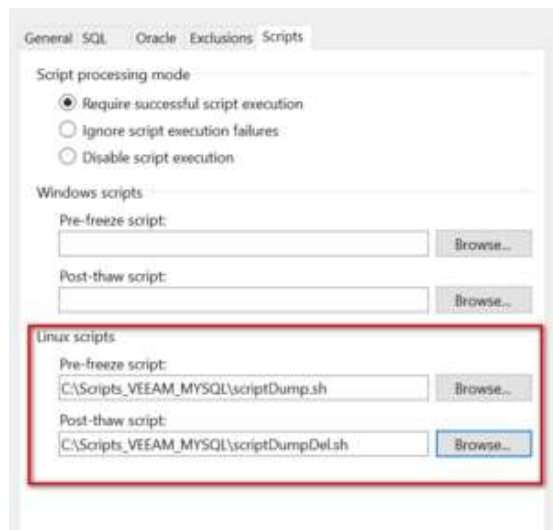 General SQL Oracle Exclusions Scripts
Script processing mode
Require successful script execution
Ignore script execution failures
Disable script execution
Windows scripts
Pre-freeze script:
Browse...
Post-thaw script:
Browse...
Linux scripts
Pre-freeze script:
C:\Scripts_VEEAM_MYSQL\scriptDump.sh Browse...
Post-thaw script:
C:\Scripts_VEEAM_MYSQL\scriptDumpDel.sh Browse...